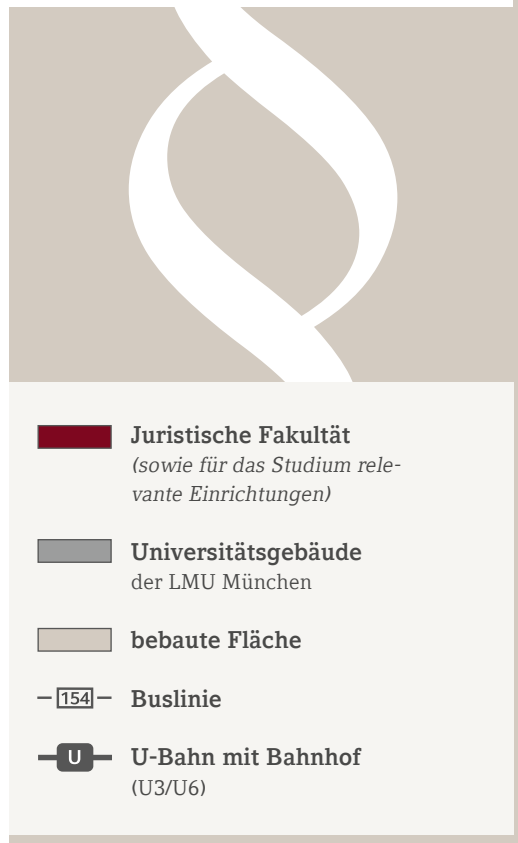 Juristische Fakultät
(sowie für das Studium rele-
vante Einrichtungen)
Universitätsgebäude
der LMU München
bebaute Fläche
154
Buslinie
U
U-Bahn mit Bahnhof
(U3/U6)